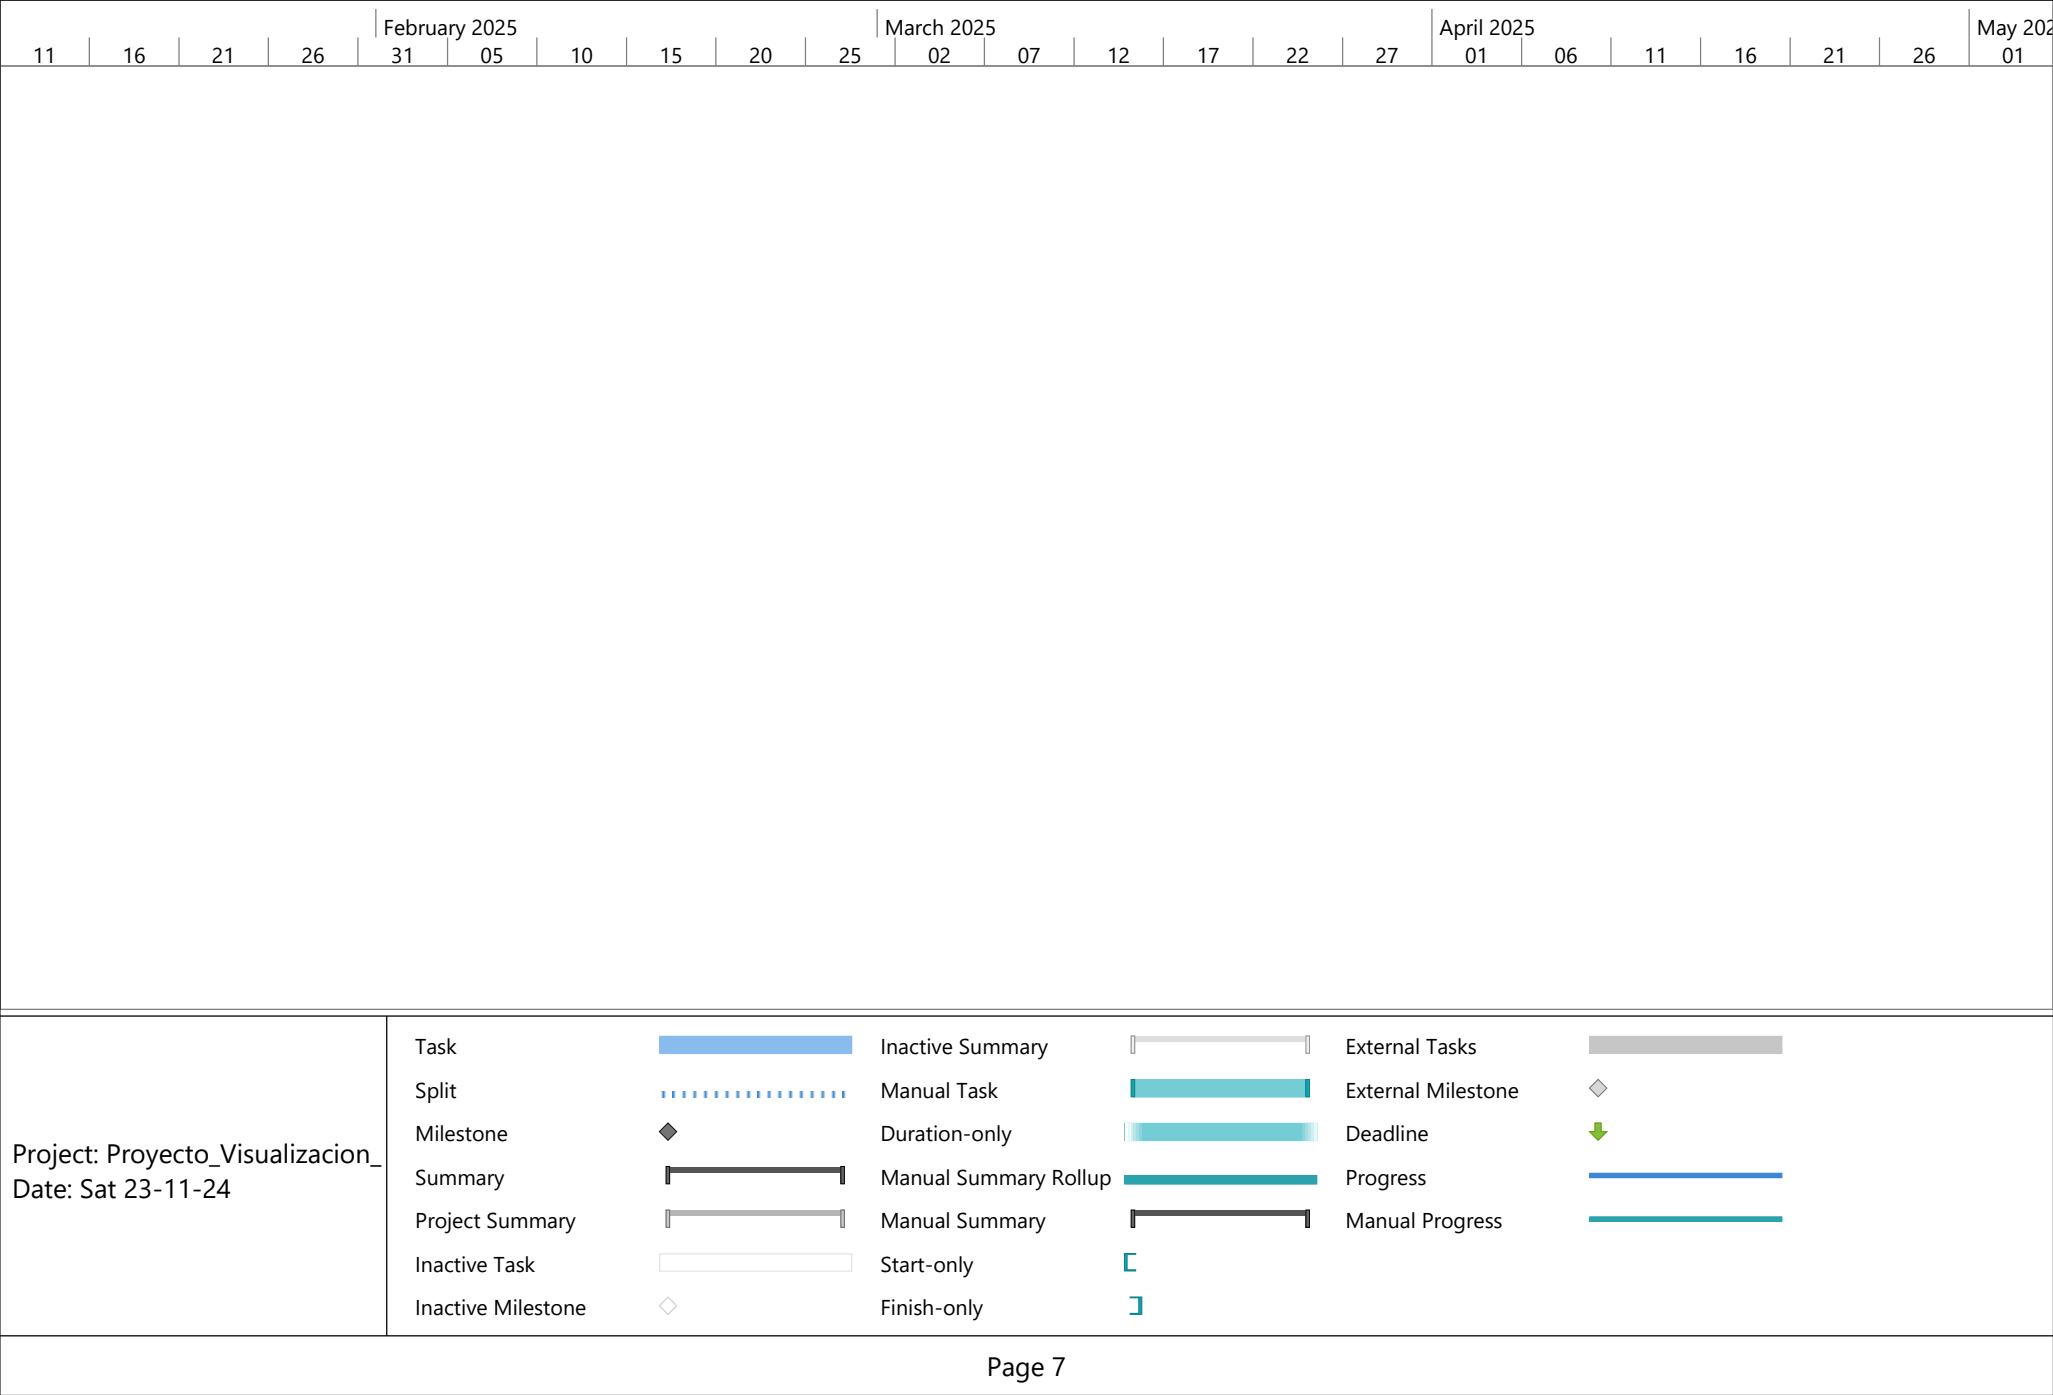 February 2025 March 2025 April 2025 May 202
11 16 21 26 31 05 10 15 20 25 02 07 12 17 22 27 01 06 11 16 21 26 01
Project: Proyecto_Visualizacion_
Date: Sat 23-11-24
Task
Split
Milestone
Summary
Project Summary
Inactive Task
Inactive Milestone
Inactive Summary
Manual Task
Duration-only
Manual Summary Rollup
Manual Summary
Start-only
Finish-only
External Tasks
External Milestone
Deadline
Progress
Manual Progress
Page 7